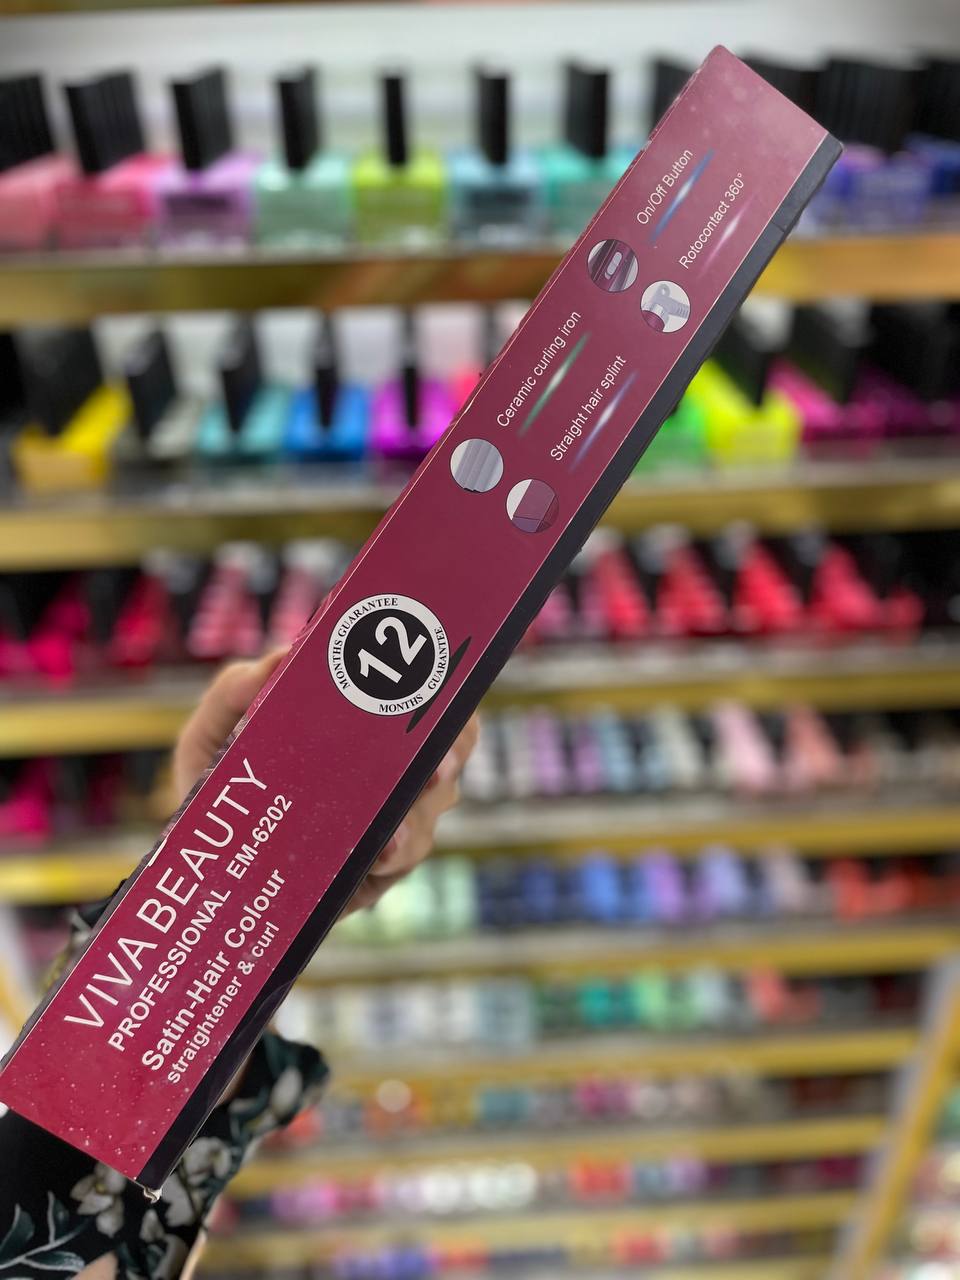 On/Off Button
Rotocontact 360°
Ceramic curling iron
Straight hair splint
MONTHS GUARANTEE
12
MONTHS GUARANTEE
VIVA BEAUTY
PROFESSIONAL EM-6202
Satin-Hair Colour
straightener & curl